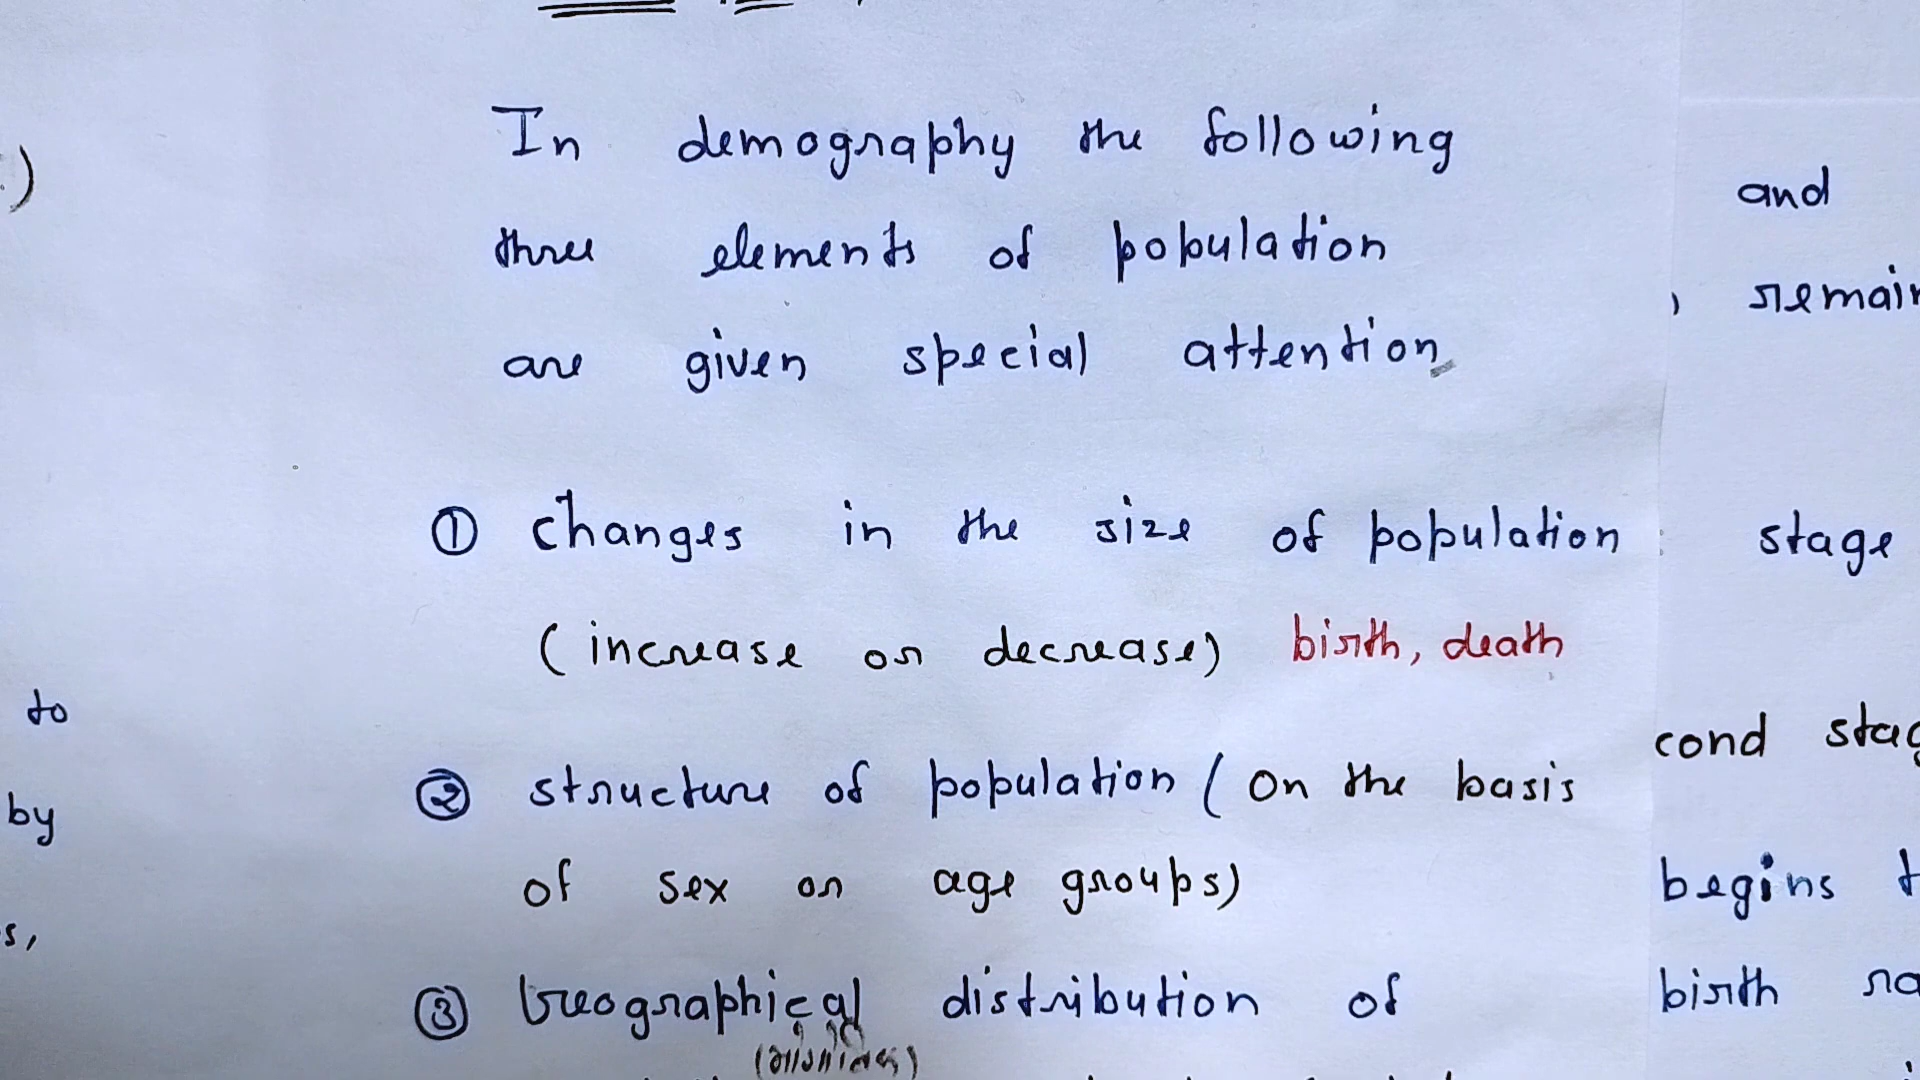 In demography the following
three elements of population
are given special attention
① changes in the size of population
(increase or decrease) birth, death
② structure of population (on the basis
of sex or age groups)
③ Geographical distribution of
.)
to
by
s,
and
, remain
stage
cond stag
begins t
birth ra